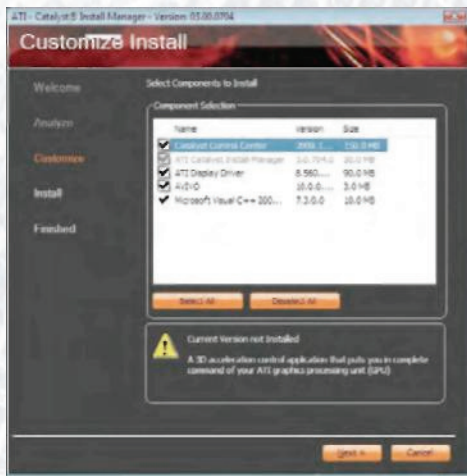 ATI - Catalyst® Install Manager - Version: 03.00.0704
Customize Install
Welcome
Select Components to Install
Analyze
Component Selection
Name Version Size
Customize
Catalyst Control Center 150.0 MB
ATI Catalyst Install Manager 20.0 MB
ATI Display Driver 8.560.... 90.0 MB
AVIVO 10.0.0.... 3.0 MB
Install
Microsoft Visual C++ 200... 7.3.0.0 10.0 MB
Finished
Select All Deselect All
Current Version not Installed
A 3D acceleration control application that puts you in complete
command of your ATI graphics processing unit (GPU)
Next > Cancel